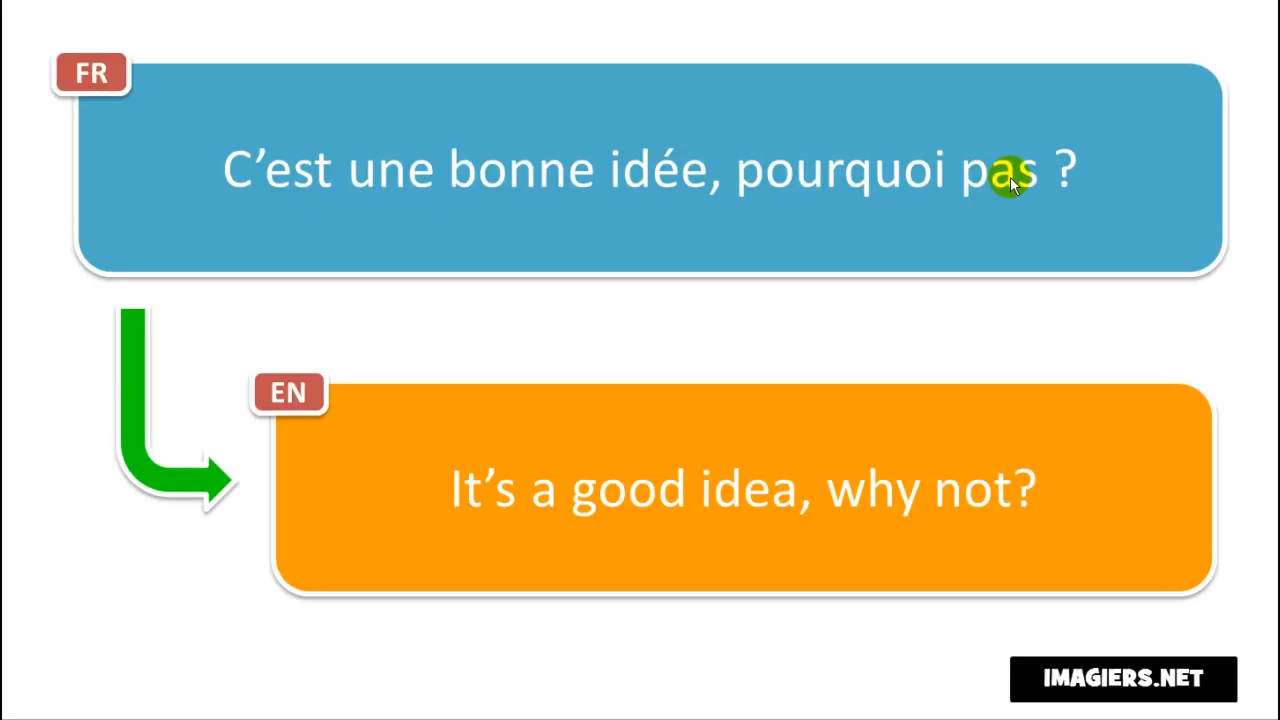 FR
C’est une bonne idée, pourquoi pas ?
EN
It’s a good idea, why not?
IMAGIERS.NET